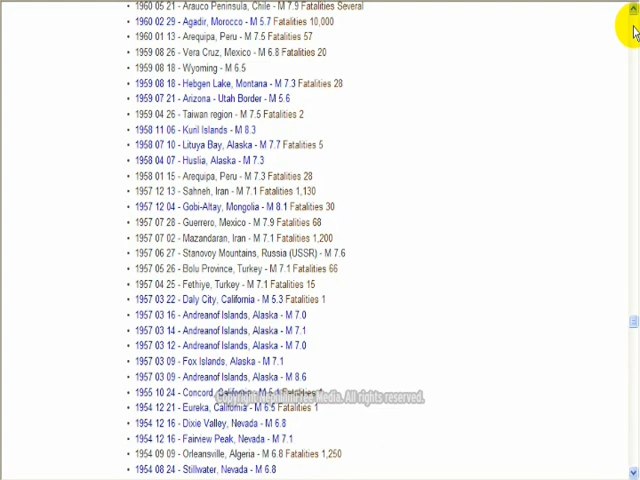 1960 05 21 - Arauco Peninsula, Chile - M 7.9 Fatalities Several
1960 02 29 - Agadir, Morocco - M 5.7 Fatalities 10,000
1960 01 13 - Arequipa, Peru - M 7.5 Fatalities 57
1959 08 26 - Vera Cruz, Mexico - M 6.8 Fatalities 20
1959 08 18 - Wyoming - M 6.5
1959 08 18 - Hebgen Lake, Montana - M 7.3 Fatalities 28
1959 07 21 - Arizona - Utah Border - M 5.6
1959 04 26 - Taiwan region - M 7.5 Fatalities 2
1958 11 06 - Kuril Islands - M 8.3
1958 07 10 - Lituya Bay, Alaska - M 7.7 Fatalities 5
1958 04 07 - Huslia, Alaska - M 7.3
1958 01 15 - Arequipa, Peru - M 7.3 Fatalities 28
1957 12 13 - Sahneh, Iran - M 7.1 Fatalities 1,130
1957 12 04 - Gobi-Altay, Mongolia - M 8.1 Fatalities 30
1957 07 28 - Guerrero, Mexico - M 7.9 Fatalities 68
1957 07 02 - Mazandaran, Iran - M 7.1 Fatalities 1,200
1957 06 27 - Stanovoy Mountains, Russia (USSR) - M 7.6
1957 05 26 - Bolu Province, Turkey - M 7.1 Fatalities 66
1957 04 25 - Fethiye, Turkey - M 7.1 Fatalities 15
1957 03 22 - Daly City, California - M 5.3 Fatalities 1
1957 03 16 - Andreanof Islands, Alaska - M 7.0
1957 03 14 - Andreanof Islands, Alaska - M 7.1
1957 03 12 - Andreanof Islands, Alaska - M 7.0
1957 03 09 - Fox Islands, Alaska - M 7.1
1957 03 09 - Andreanof Islands, Alaska - M 8.6
1955 10 24 - Concord, California - M 5.1 Fatalities
Copyright Media. All rights reserved.
1954 12 21 - Eureka, California - M 6.5 Fatalities 1
1954 12 16 - Dixie Valley, Nevada - M 6.8
1954 12 16 - Fairview Peak, Nevada - M 7.1
1954 09 09 - Orleansville, Algeria - M 6.8 Fatalities 1,250
1954 08 24 - Stillwater, Nevada - M 6.8